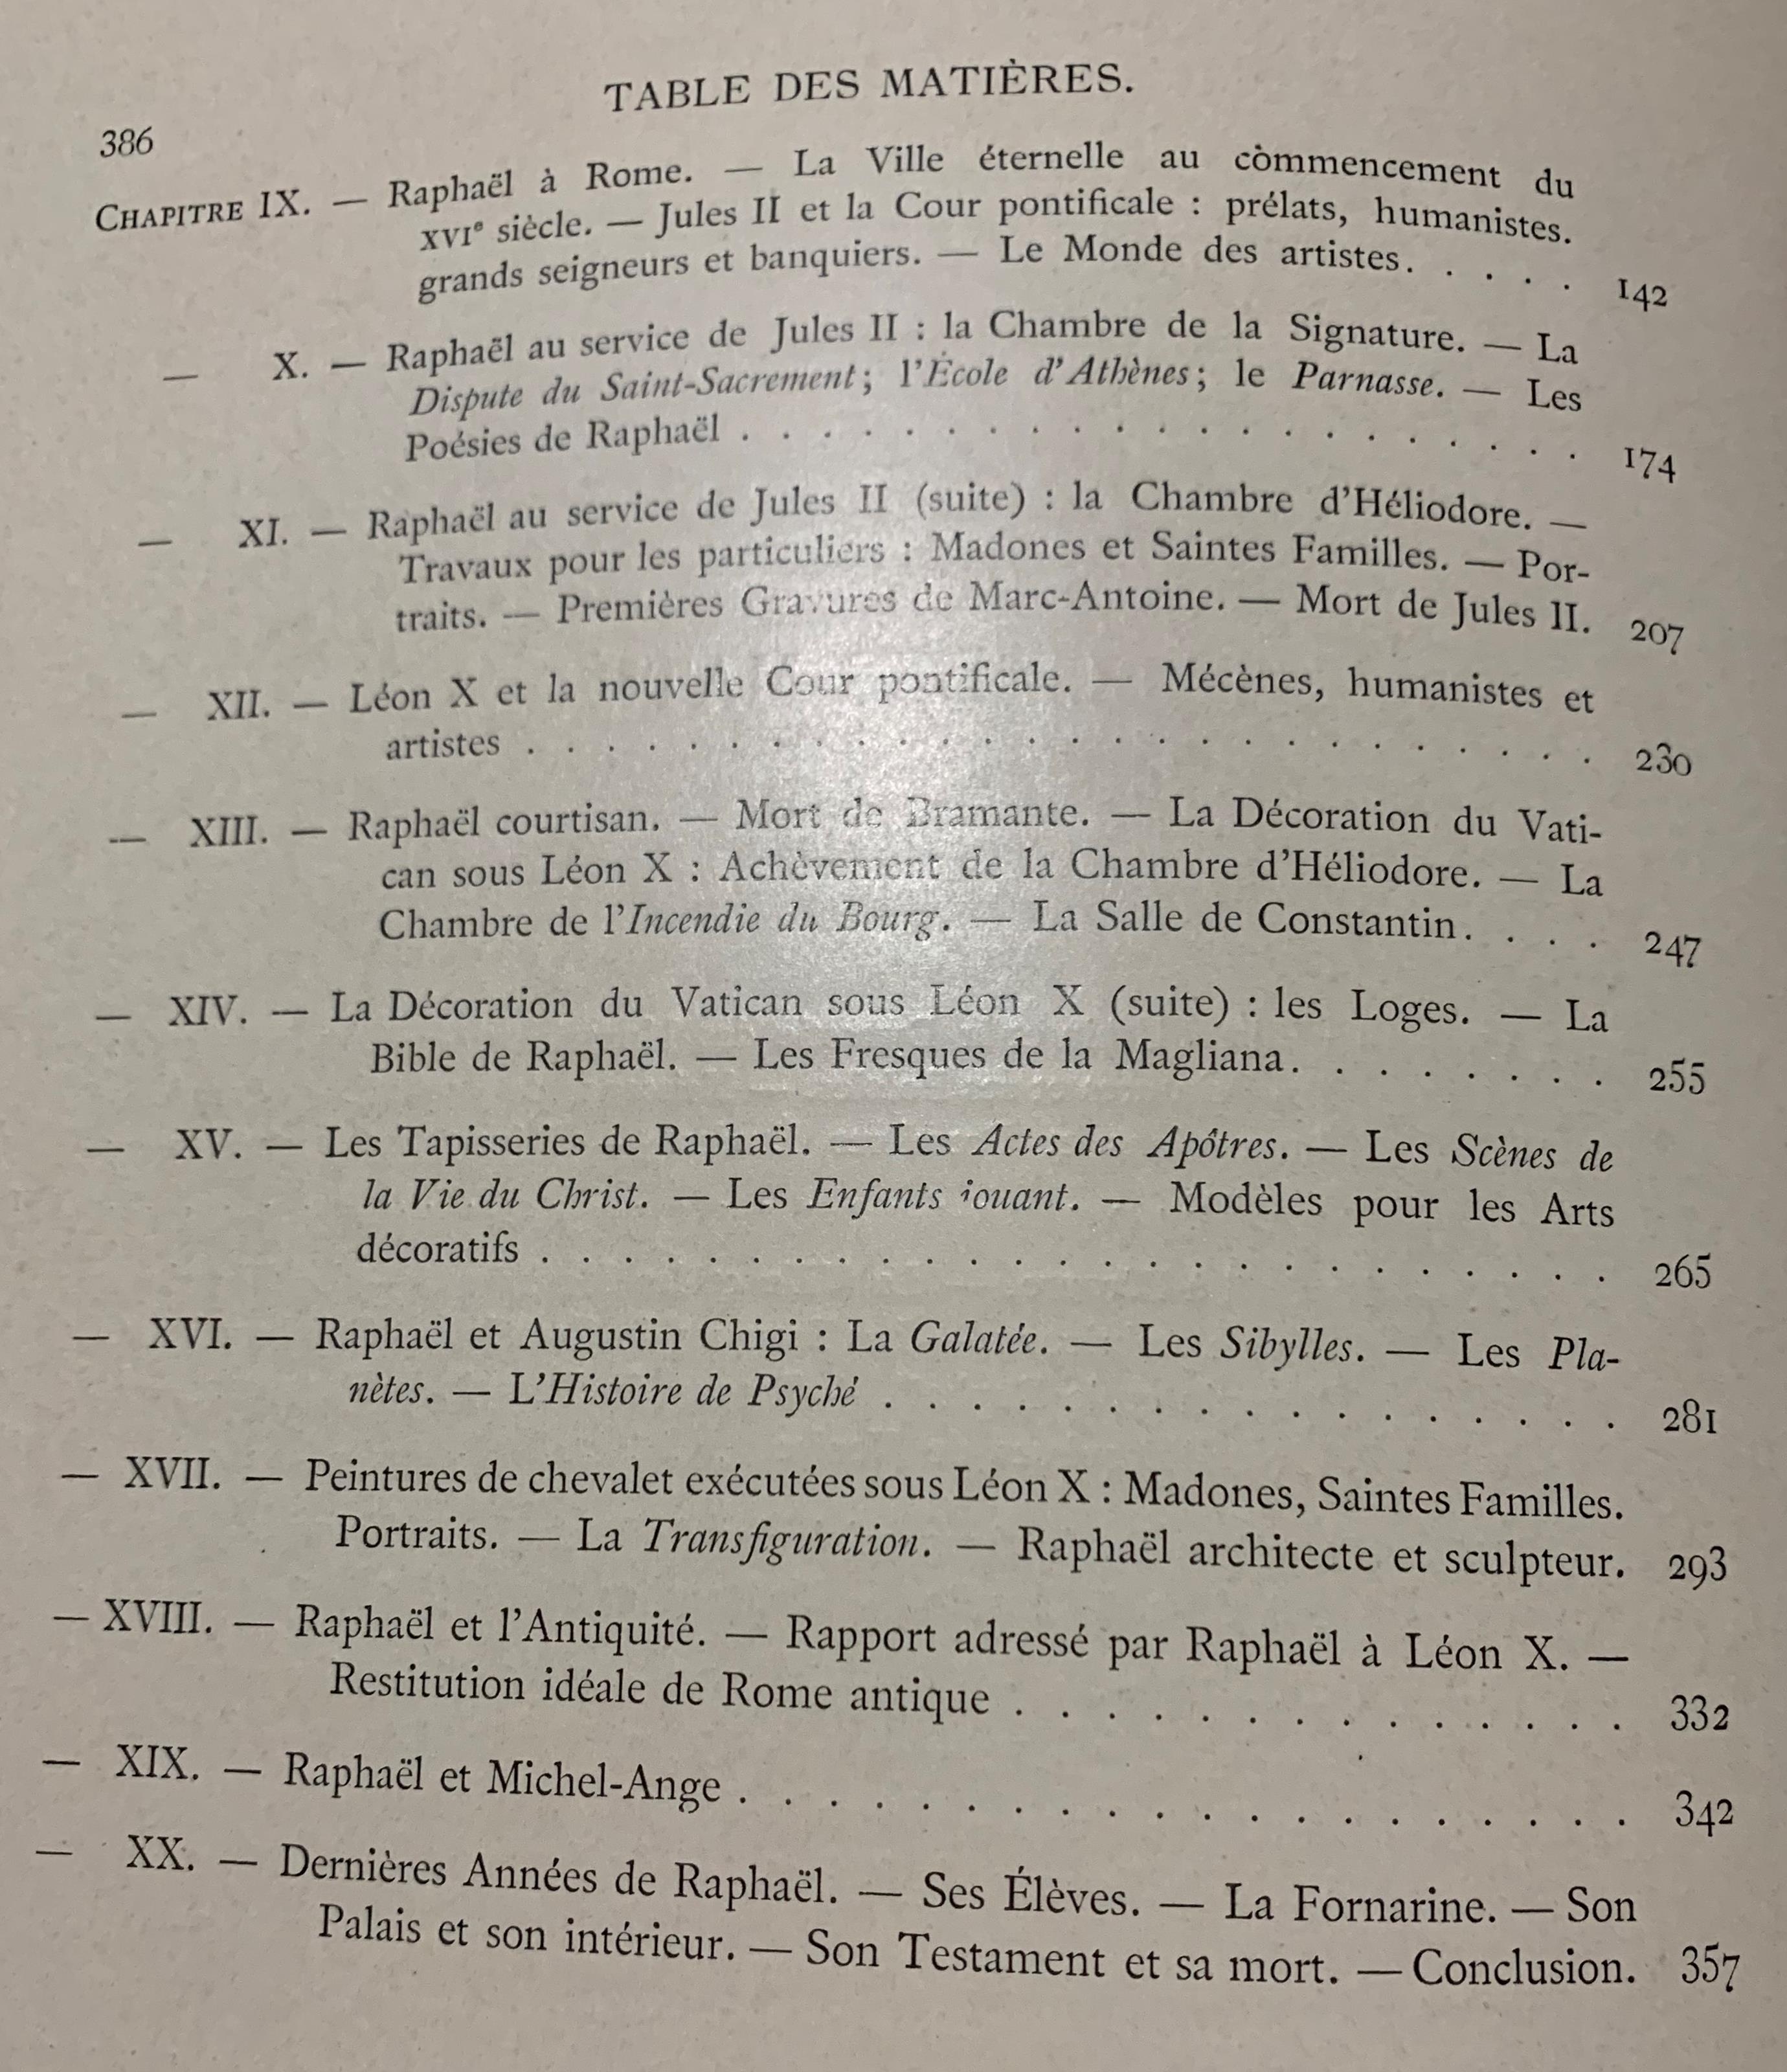 TABLE DES MATIÈRES.
386
CHAPITRE IX. — Raphaël à Rome. — La Ville éternelle au commencement du
XVIe siècle. — Jules II et la Cour pontificale : prélats, humanistes.
grands seigneurs et banquiers. — Le Monde des artistes. . . . . 142
— X. — Raphaël au service de Jules II : la Chambre de la Signature. — La
Dispute du Saint-Sacrement; l'École d'Athènes; le Parnasse. — Les
Poésies de Raphaël . . . . . . . . . . . . . . . . . . . . . 174
— XI. — Raphaël au service de Jules II (suite) : la Chambre d'Héliodore. —
Travaux pour les particuliers : Madones et Saintes Familles. — Por-
traits. — Premières Gravures de Marc-Antoine. — Mort de Jules II. 207
— XII. — Léon X et la nouvelle Cour pontificale. — Mécènes, humanistes et
artistes . . . . . . . . . . . . . . . . . . . . . . . . . . 230
— XIII. — Raphaël courtisan. — Mort de Bramante. — La Décoration du Vati-
can sous Léon X : Achèvement de la Chambre d'Héliodore. — La
Chambre de l'Incendie du Bourg. — La Salle de Constantin. . . . 247
— XIV. — La Décoration du Vatican sous Léon X (suite) : les Loges. — La
Bible de Raphaël. — Les Fresques de la Magliana. . . . . . . . 255
— XV. — Les Tapisseries de Raphaël. — Les Actes des Apôtres. — Les Scènes de
la Vie du Christ. — Les Enfants jouant. — Modèles pour les Arts
décoratifs . . . . . . . . . . . . . . . . . . . . . . . . . 265
— XVI. — Raphaël et Augustin Chigi : La Galatée. — Les Sibylles. — Les Pla-
nètes. — L'Histoire de Psyché . . . . . . . . . . . . . . . . . 281
— XVII. — Peintures de chevalet exécutées sous Léon X : Madones, Saintes Familles.
Portraits. — La Transfiguration. — Raphaël architecte et sculpteur. 293
— XVIII. — Raphaël et l'Antiquité. — Rapport adressé par Raphaël à Léon X. —
Restitution idéale de Rome antique . . . . . . . . . . . . . . 332
— XIX. — Raphaël et Michel-Ange . . . . . . . . . . . . . . . . . . . . 342
— XX. — Dernières Années de Raphaël. — Ses Élèves. — La Fornarine. — Son
Palais et son intérieur. — Son Testament et sa mort. — Conclusion. 357